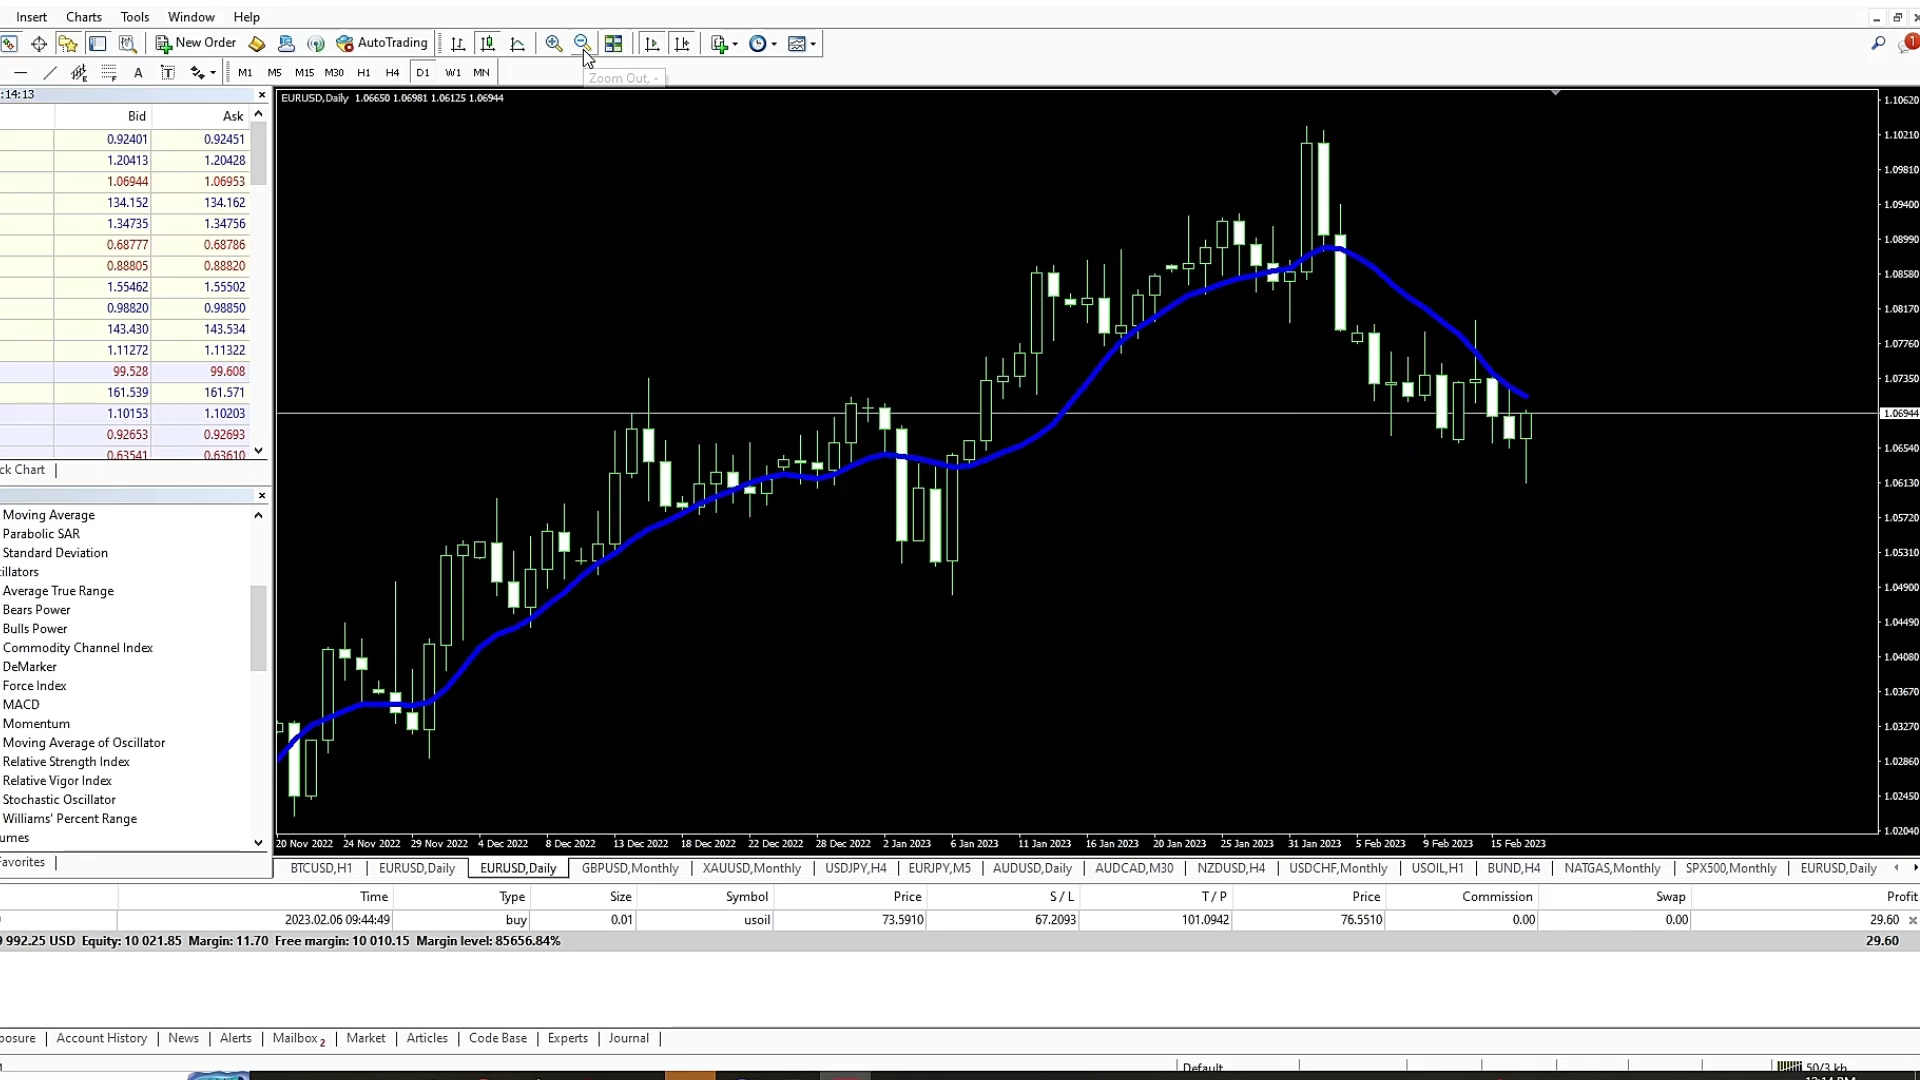 Insert Charts Tools Window Help
New Order AutoTrading
A T M1 M5 M15 M30 H1 H4 D1 W1 MN
Zoom Out, -
:14:13
Bid Ask
0.92401 0.92451
1.20413 1.20428
1.06944 1.06953
134.152 134.162
1.34735 1.34756
0.68777 0.68786
0.88805 0.88820
1.55462 1.55502
0.98820 0.98850
143.430 143.534
1.11272 1.11322
99.528 99.608
161.539 161.571
1.10153 1.10203
0.92653 0.92693
0.63541 0.63610
ck Chart
Moving Average
Parabolic SAR
Standard Deviation
illators
Average True Range
Bears Power
Bulls Power
Commodity Channel Index
DeMarker
Force Index
MACD
Momentum
Moving Average of Oscillator
Relative Strength Index
Relative Vigor Index
Stochastic Oscillator
Williams' Percent Range
umes
Favorites
EURUSD,Daily 1.06650 1.06981 1.06125 1.06944
1.10620
1.10210
1.09810
1.09400
1.08990
1.08580
1.08170
1.07760
1.07350
1.06944
1.06540
1.06130
1.05720
1.05310
1.04900
1.04490
1.04080
1.03670
1.03270
1.02860
1.02450
1.02040
20 Nov 2022 24 Nov 2022 29 Nov 2022 4 Dec 2022 8 Dec 2022 13 Dec 2022 18 Dec 2022 22 Dec 2022 28 Dec 2022 2 Jan 2023 6 Jan 2023 11 Jan 2023 16 Jan 2023 20 Jan 2023 25 Jan 2023 31 Jan 2023 5 Feb 2023 9 Feb 2023 15 Feb 2023
BTCUSD,H1 EURUSD,Daily EURUSD,Daily GBPUSD,Monthly XAUUSD,Monthly USDJPY,H4 EURJPY,M5 AUDUSD,Daily AUDCAD,M30 NZDUSD,H4 USDCHF,Monthly USOIL,H1 BUND,H4 NATGAS,Monthly SPX500,Monthly EURUSD,Daily
Time Type Size Symbol Price S / L T / P Price Commission Swap Profit
2023.02.06 09:44:49 buy 0.01 usoil 73.5910 67.2093 101.0942 76.5510 0.00 0.00 29.60
9 992.25 USD Equity: 10 021.85 Margin: 11.70 Free margin: 10 010.15 Margin level: 85656.84% 29.60
posure Account History News Alerts Mailbox 2 Market Articles Code Base Experts Journal
Default 50/3 kb
12:14 PM